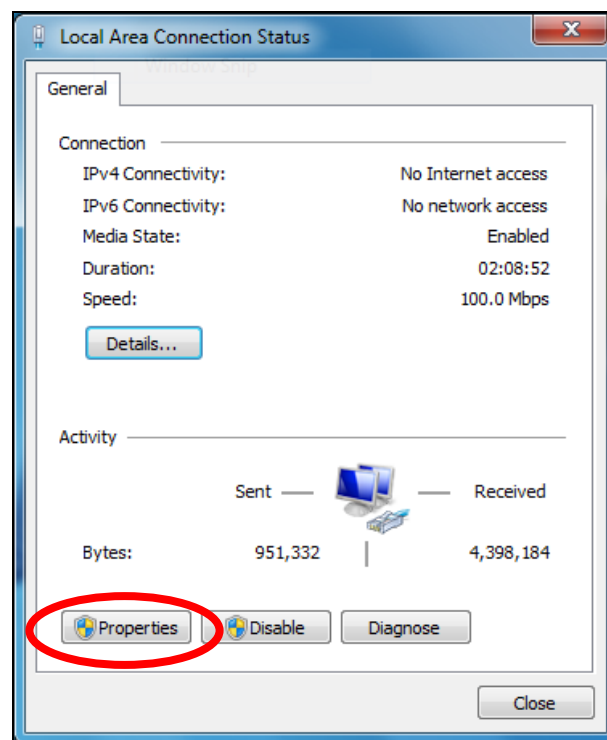 Local Area Connection Status
Window Snip
General
Connection
IPv4 Connectivity: No Internet access
IPv6 Connectivity: No network access
Media State: Enabled
Duration: 02:08:52
Speed: 100.0 Mbps
Details...
Activity
Sent Received
Bytes: 951,332 4,398,184
Properties Disable Diagnose
Close